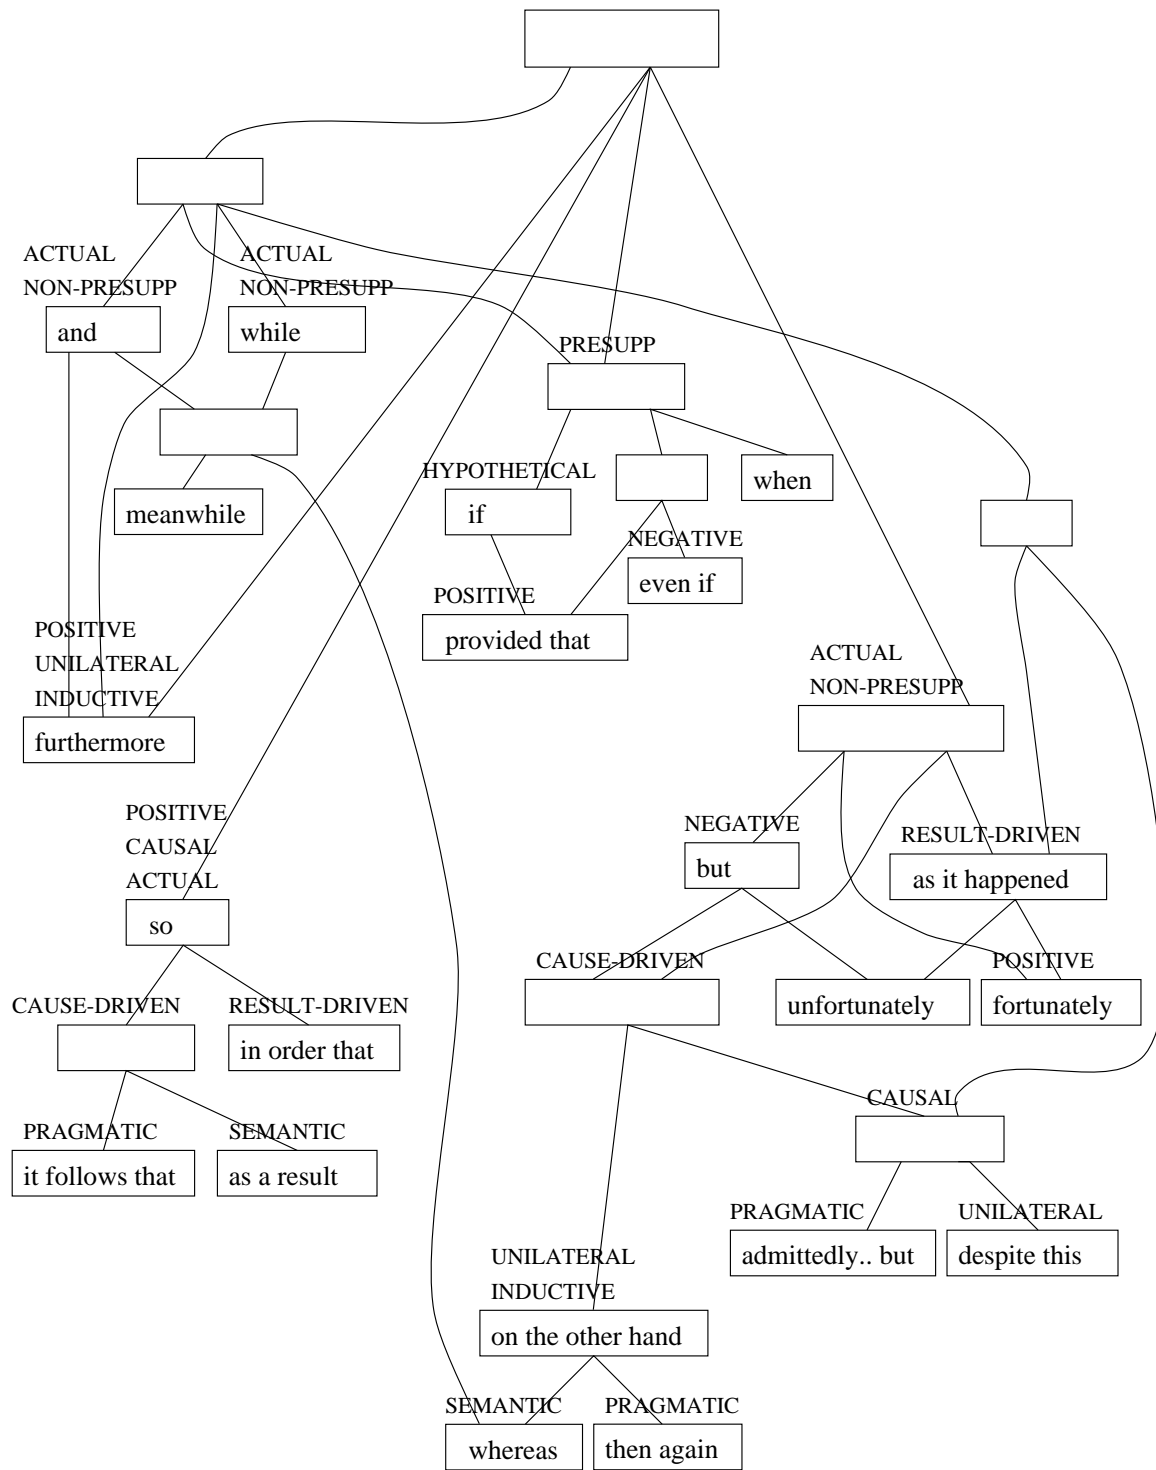 ACTUAL
NON-PRESUPP
and
ACTUAL
NON-PRESUPP
while
PRESUPP
meanwhile
HYPOTHETICAL
if
when
NEGATIVE
even if
POSITIVE
provided that
POSITIVE
UNILATERAL
INDUCTIVE
furthermore
ACTUAL
NON-PRESUPP
POSITIVE
CAUSAL
ACTUAL
so
NEGATIVE
but
RESULT-DRIVEN
as it happened
CAUSE-DRIVEN
unfortunately
POSITIVE
fortunately
CAUSE-DRIVEN
RESULT-DRIVEN
in order that
PRAGMATIC
it follows that
SEMANTIC
as a result
CAUSAL
PRAGMATIC
admittedly.. but
UNILATERAL
despite this
UNILATERAL
INDUCTIVE
on the other hand
SEMANTIC
whereas
PRAGMATIC
then again